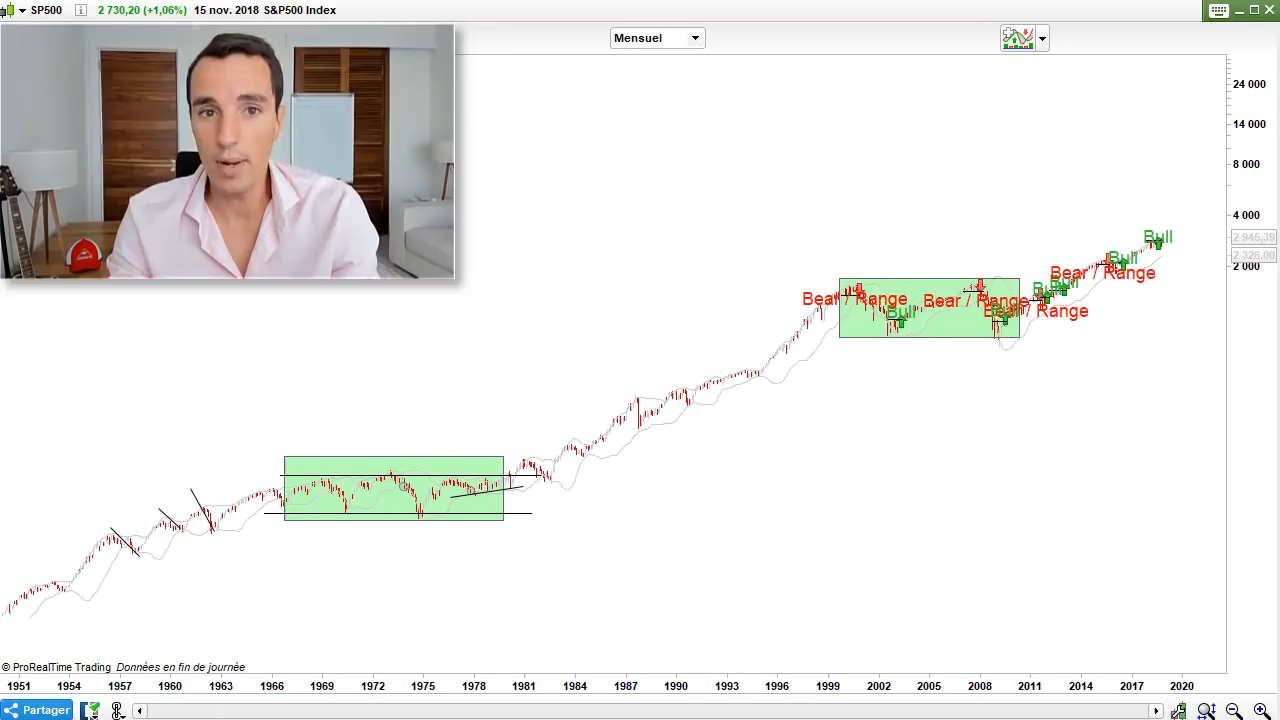 SP500 2 730,20 (+1,06%) 15 nov. 2018 S&P500 Index
Mensuel
24 000
14 000
8 000
4 000
2 945,39
2 326,00
2 000
Bull
Bull
Bear / Range
Bull
Bull
Bear / Range
Bear / Range
Bull
Bull
Bear / Range
© ProRealTime Trading Données en fin de journée
1951 1954 1957 1960 1963 1966 1969 1972 1975 1978 1981 1984 1987 1990 1993 1996 1999 2002 2005 2008 2011 2014 2017 2020
Partager